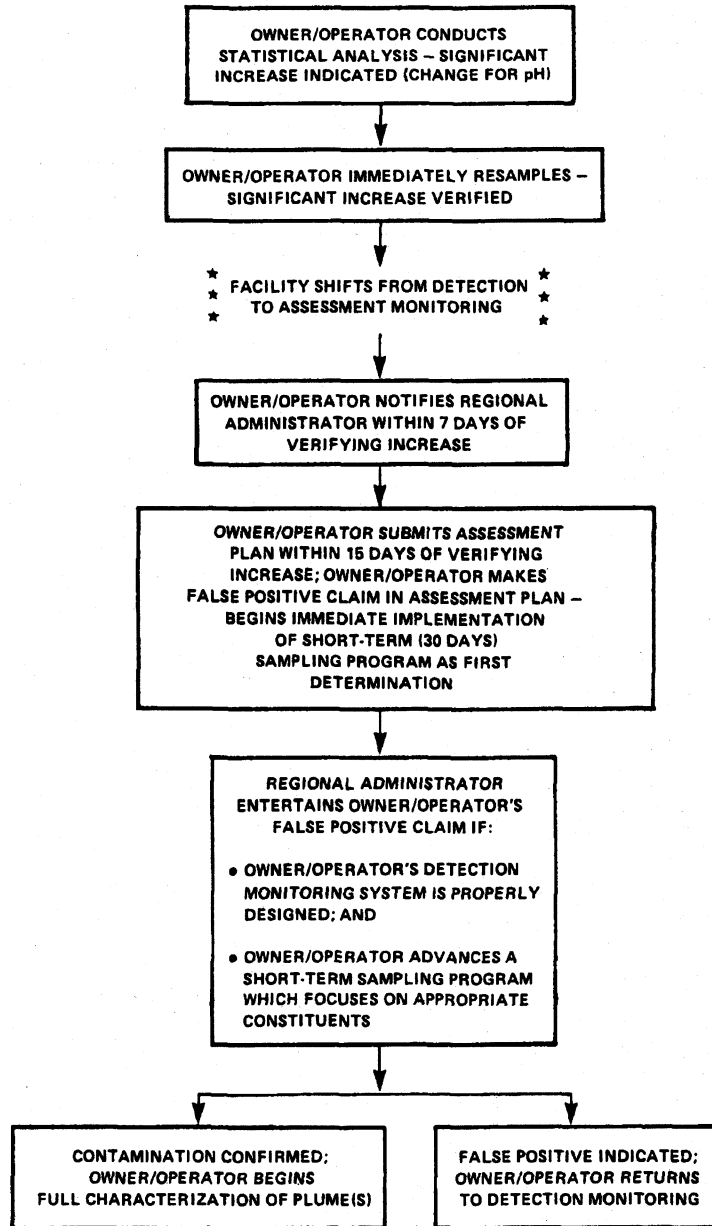 OWNER/OPERATOR CONDUCTS
STATISTICAL ANALYSIS – SIGNIFICANT
INCREASE INDICATED (CHANGE FOR pH)
OWNER/OPERATOR IMMEDIATELY RESAMPLES –
SIGNIFICANT INCREASE VERIFIED
FACILITY SHIFTS FROM DETECTION
TO ASSESSMENT MONITORING
OWNER/OPERATOR NOTIFIES REGIONAL
ADMINISTRATOR WITHIN 7 DAYS OF
VERIFYING INCREASE
OWNER/OPERATOR SUBMITS ASSESSMENT
PLAN WITHIN 15 DAYS OF VERIFYING
INCREASE; OWNER/OPERATOR MAKES
FALSE POSITIVE CLAIM IN ASSESSMENT PLAN –
BEGINS IMMEDIATE IMPLEMENTATION
OF SHORT-TERM (30 DAYS)
SAMPLING PROGRAM AS FIRST
DETERMINATION
REGIONAL ADMINISTRATOR
ENTERTAINS OWNER/OPERATOR'S
FALSE POSITIVE CLAIM IF:
• OWNER/OPERATOR'S DETECTION
MONITORING SYSTEM IS PROPERLY
DESIGNED; AND
• OWNER/OPERATOR ADVANCES A
SHORT-TERM SAMPLING PROGRAM
WHICH FOCUSES ON APPROPRIATE
CONSTITUENTS
CONTAMINATION CONFIRMED;
OWNER/OPERATOR BEGINS
FULL CHARACTERIZATION OF PLUME(S)
FALSE POSITIVE INDICATED;
OWNER/OPERATOR RETURNS
TO DETECTION MONITORING